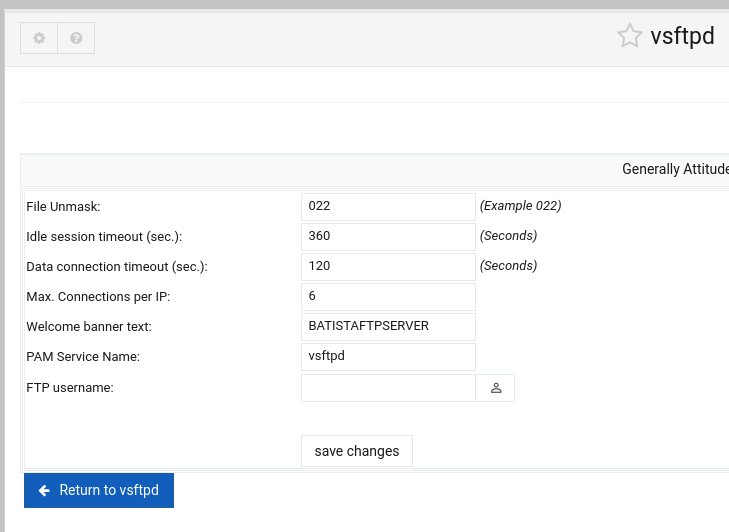 vsftpd
Generally Attitude
File Unmask: 022 (Example 022)
Idle session timeout (sec.): 360 (Seconds)
Data connection timeout (sec.): 120 (Seconds)
Max. Connections per IP: 6
Welcome banner text: BATISTAFTPSERVER
PAM Service Name: vsftpd
FTP username:
save changes
Return to vsftpd